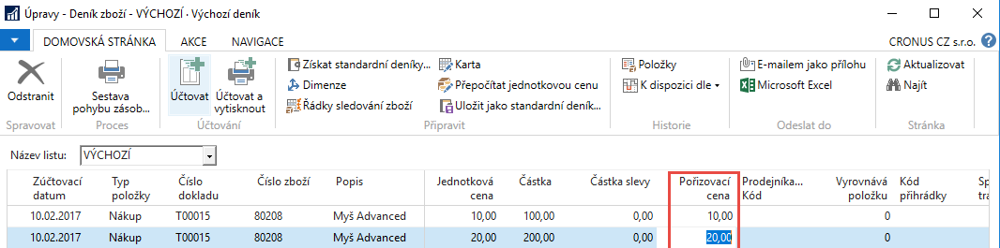 Úpravy - Deník zboží - VÝCHOZÍ · Výchozí deník
DOMOVSKÁ STRÁNKA AKCE NAVIGACE CRONUS CZ s.r.o. ?
Odstranit
Spravovat
Sestava
pohybu zásob...
Proces
Účtovat
Účtovat a
vytisknout
Účtování
Získat standardní deníky...
Dimenze
Řádky sledování zboží
Karta
Přepočítat jednotkovou cenu
Uložit jako standardní deník...
Připravit
Položky
K dispozici dle
Historie
E-mailem jako přílohu
Microsoft Excel
Odeslat do
Aktualizovat
Najít
Stránka
Název listu: VÝCHOZÍ
Zúčtovací Typ Číslo Číslo zboží Popis Jednotková Částka Částka slevy Pořizovací Prodejníka... Vyrovnává Kód Sp
datum položky dokladu cena cena Kód položku přihrádky tra
10.02.2017 Nákup T00015 80208 Myš Advanced 10,00 100,00 0,00 10,00 0
10.02.2017 Nákup T00015 80208 Myš Advanced 20,00 200,00 0,00 20,00 0